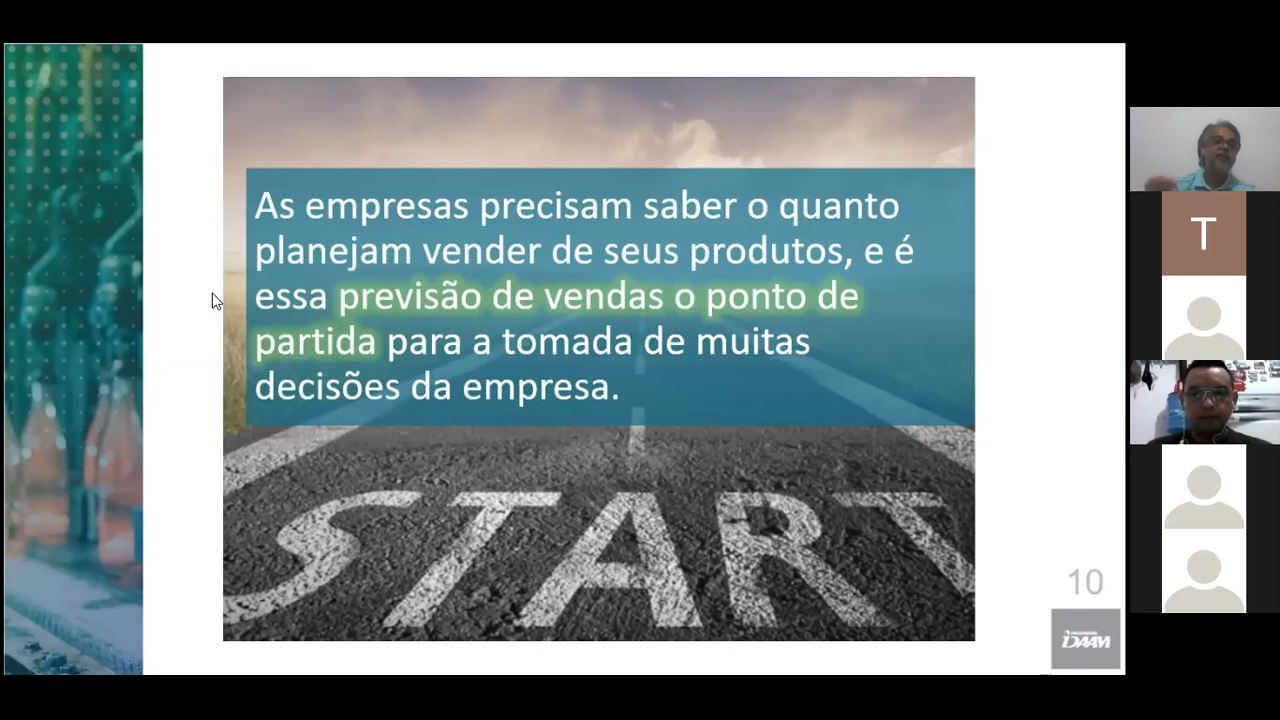 As empresas precisam saber o quanto
planejam vender de seus produtos, e é
essa previsão de vendas o ponto de
partida para a tomada de muitas
decisões da empresa.
START
10
T